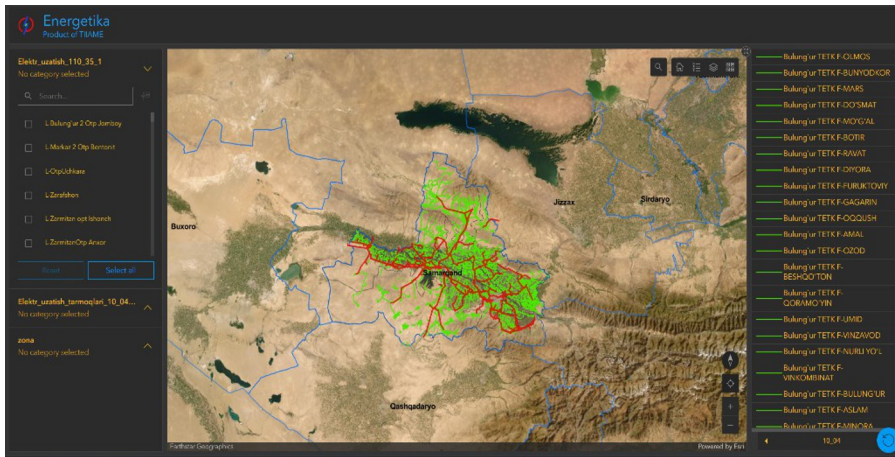 Energetika
Product of TIIAME
Elektr_uzatish_110_35_1
No category selected
Search...
L-Bulung'ur 2 Otp Jomboy
L-Markaz 2 Otp Bentonit
L-OtpUchkara
L-Zarafshon
L-Zarmitan opt Ishonch
L-ZarmitanOtp Anxor
Reset
Select all
Elektr_uzatish_tarmoqlari_10_04...
No category selected
zona
No category selected
Buxoro
Jizzax
Sirdaryo
Samarqand
Qashqadaryo
Earthstar Geographics
Powered by Esri
Bulung'ur TETK F-OLMOS
Bulung'ur TETK F-BUNYODKOR
Bulung'ur TETK F-MARS
Bulung'ur TETK F-DO'SMAT
Bulung'ur TETK F-MO'G'AL
Bulung'ur TETK F-BOTIR
Bulung'ur TETK F-RAVAT
Bulung'ur TETK F-DIYORA
Bulung'ur TETK F-FURUKTOVIY
Bulung'ur TETK F-GAGARIN
Bulung'ur TETK F-OQQUSH
Bulung'ur TETK F-AMAL
Bulung'ur TETK F-OZOD
Bulung'ur TETK F-
BESHQO'TON
Bulung'ur TETK F-
QORAMO'YIN
Bulung'ur TETK F-UMID
Bulung'ur TETK F-VINZAVOD
Bulung'ur TETK F-NURLI YO'L
Bulung'ur TETK F-
VINKOMBINAT
Bulung'ur TETK F-BULUNG'UR
Bulung'ur TETK F-ASLAM
Bulung'ur TETK F-MINORA
10_04